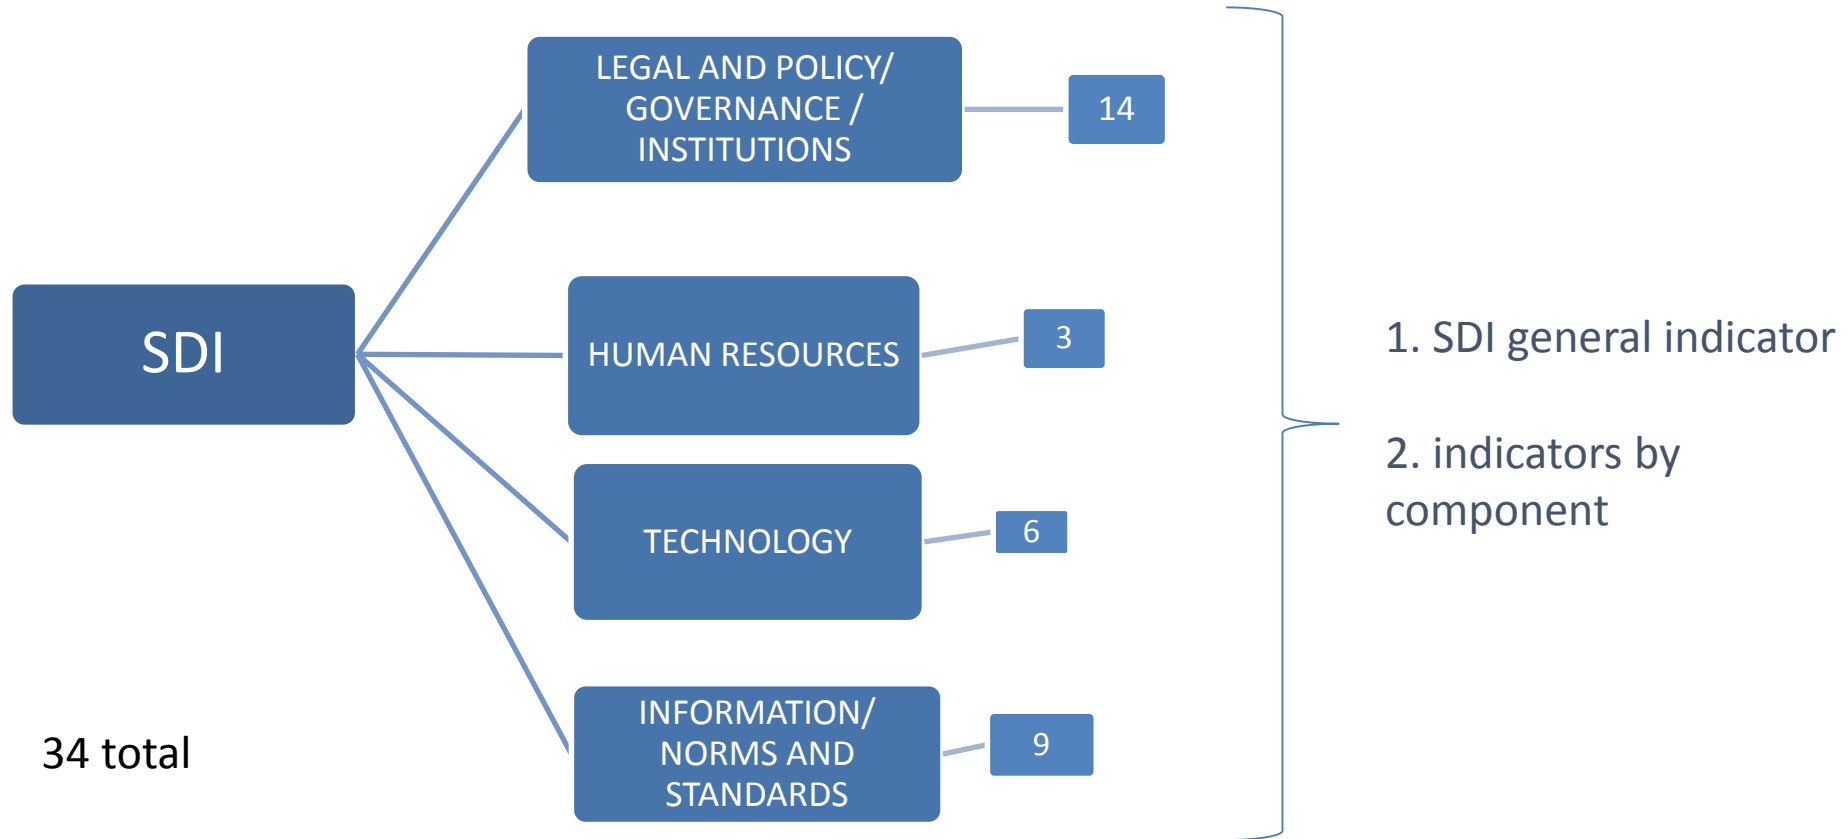 SDI
LEGAL AND POLICY/
GOVERNANCE /
INSTITUTIONS
14
HUMAN RESOURCES
3
TECHNOLOGY
6
INFORMATION/
NORMS AND
STANDARDS
9
34 total
1. SDI general indicator
2. indicators by
component